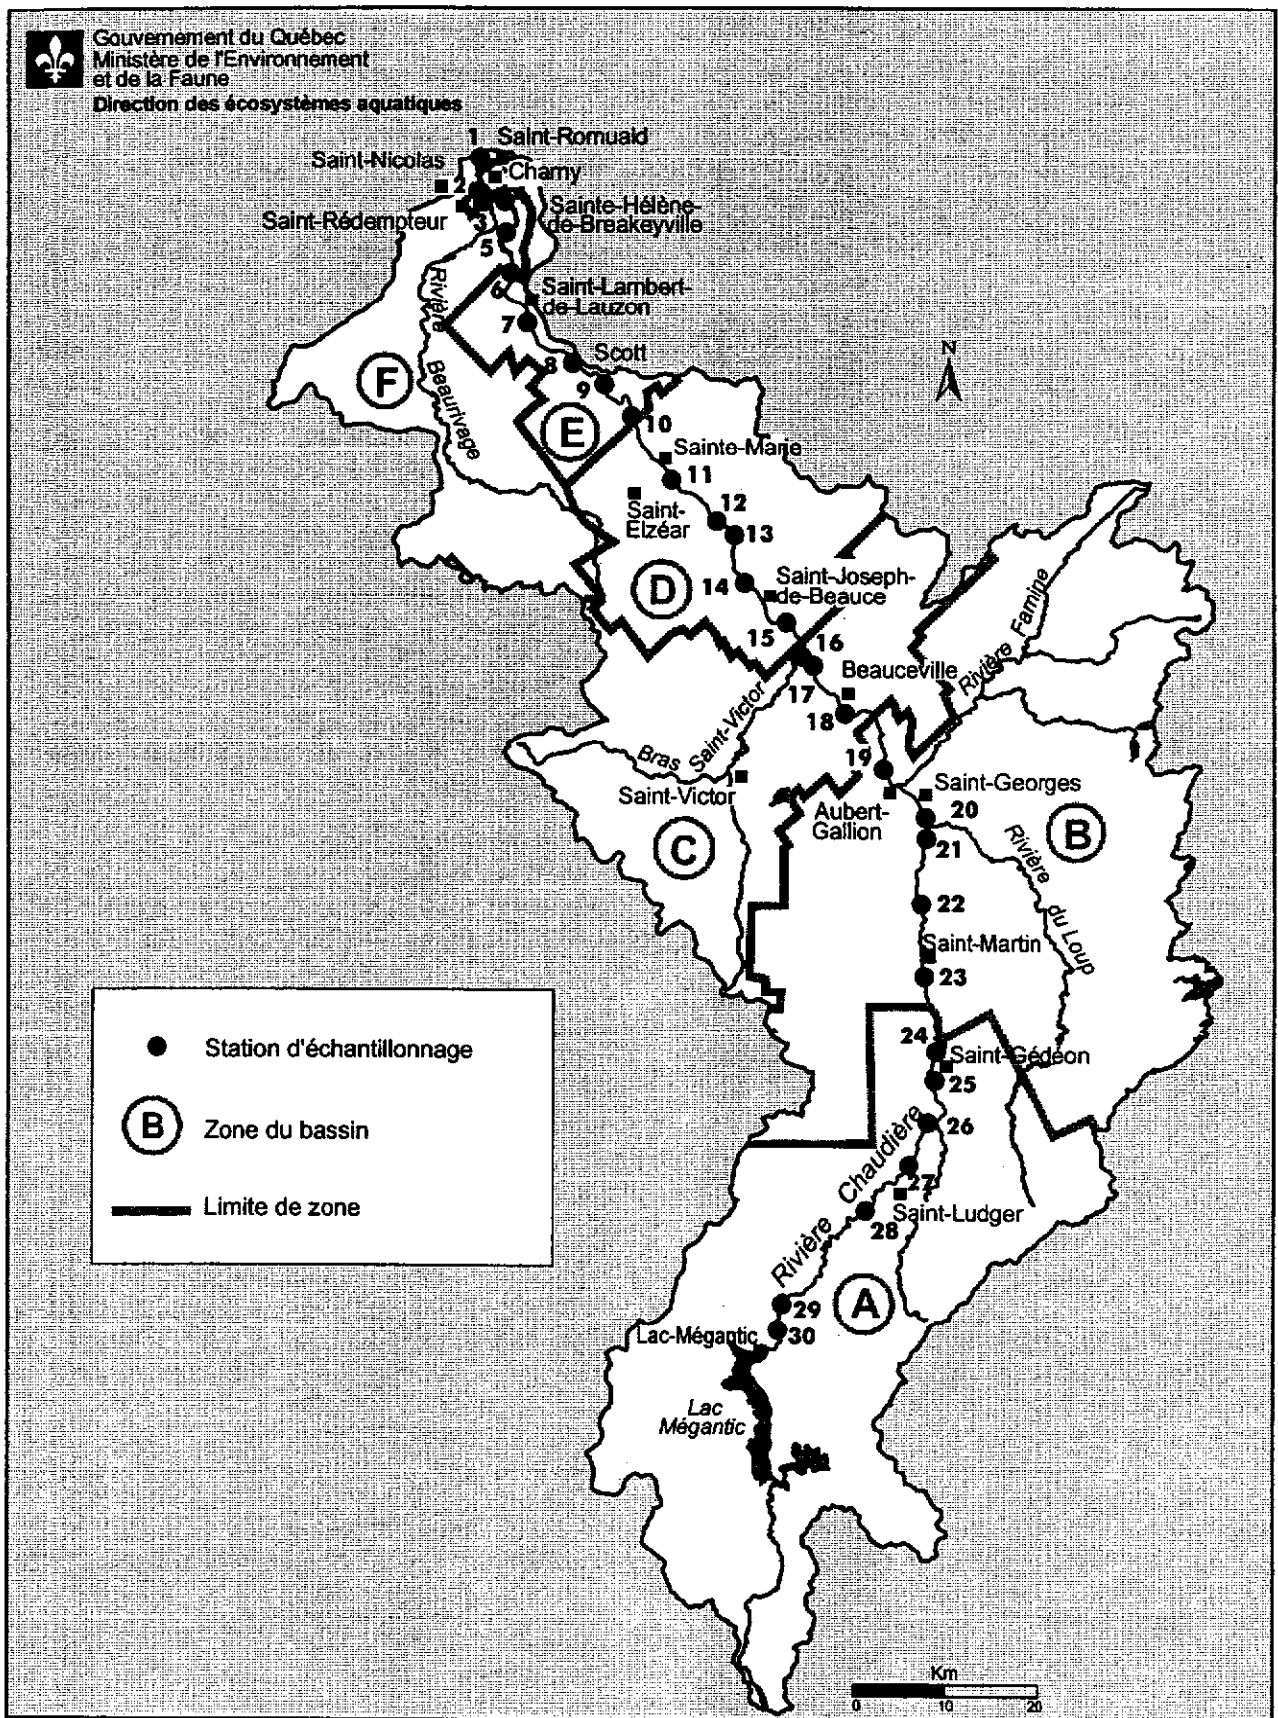 Gouvernement du Québec
Ministère de l'Environnement
et de la Faune
Direction des écosystèmes aquatiques
1
Saint-Romuald
Saint-Nicolas
Charny
2
Saint-Rédempteur
3
Sainte-Hélène-
de-Breakeyville
5
6
Saint-Lambert-
de-Lauzon
7
Rivière
Beaurivage
Scott
8
9
F
E
N
10
Sainte-Marie
11
Saint-
Elzéar
12
13
D
14
Saint-Joseph-
de-Beauce
15
16
Rivière Famine
Beauceville
17
18
Bras Saint-Victor
19
Saint-Victor
Saint-Georges
Aubert-
Gallion
20
B
C
21
Rivière
du Loup
22
Saint-Martin
23
24
Saint-Gédéon
25
26
27
Saint-Ludger
28
Rivière Chaudière
29
A
30
Lac-Mégantic
Lac
Mégantic
Station d'échantillonnage
B
Zone du bassin
Limite de zone
Km
0 10 20